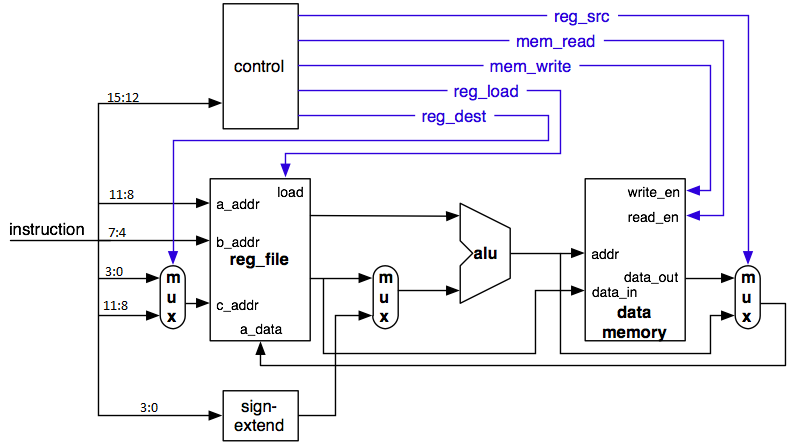 reg_src
mem_read
control
mem_write
reg_load
15:12
reg_dest
11:8
load
a_addr
write_en
read_en
instruction
7:4
b_addr
reg_file
alu
addr
3:0
mux
mux
data_out
mux
data_in
11:8
c_addr
a_data
data
memory
3:0
sign-
extend